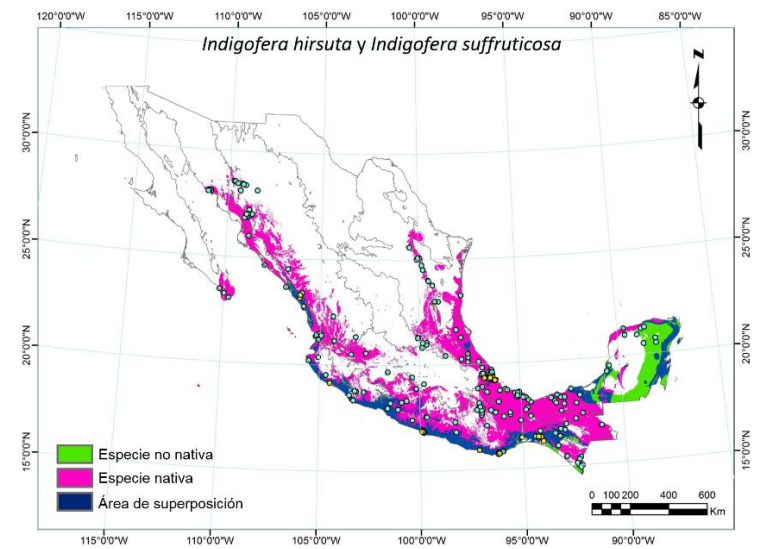 120°0'0"W 115°0'0"W 110°0'0"W 105°0'0"W 100°0'0"W 95°0'0"W 90°0'0"W 85°0'0"W
Indigofera hirsuta y Indigofera suffruticosa
N
30°0'0"N
30°0'0"N
25°0'0"N
25°0'0"N
20°0'0"N
20°0'0"N
15°0'0"N
15°0'0"N
Especie no nativa
Especie nativa
Área de superposición
0 100 200 400 600
Km
115°0'0"W 110°0'0"W 105°0'0"W 100°0'0"W 95°0'0"W 90°0'0"W